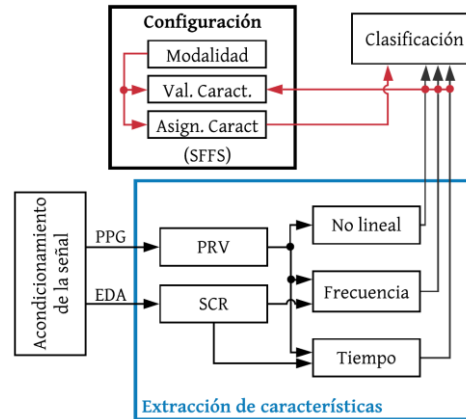 Configuración
Modalidad
Val. Caract.
Asign. Caract
(SFFS)
Clasificación
Acondicionamiento
de la señal
PPG
EDA
PRV
SCR
No lineal
Frecuencia
Tiempo
Extracción de características